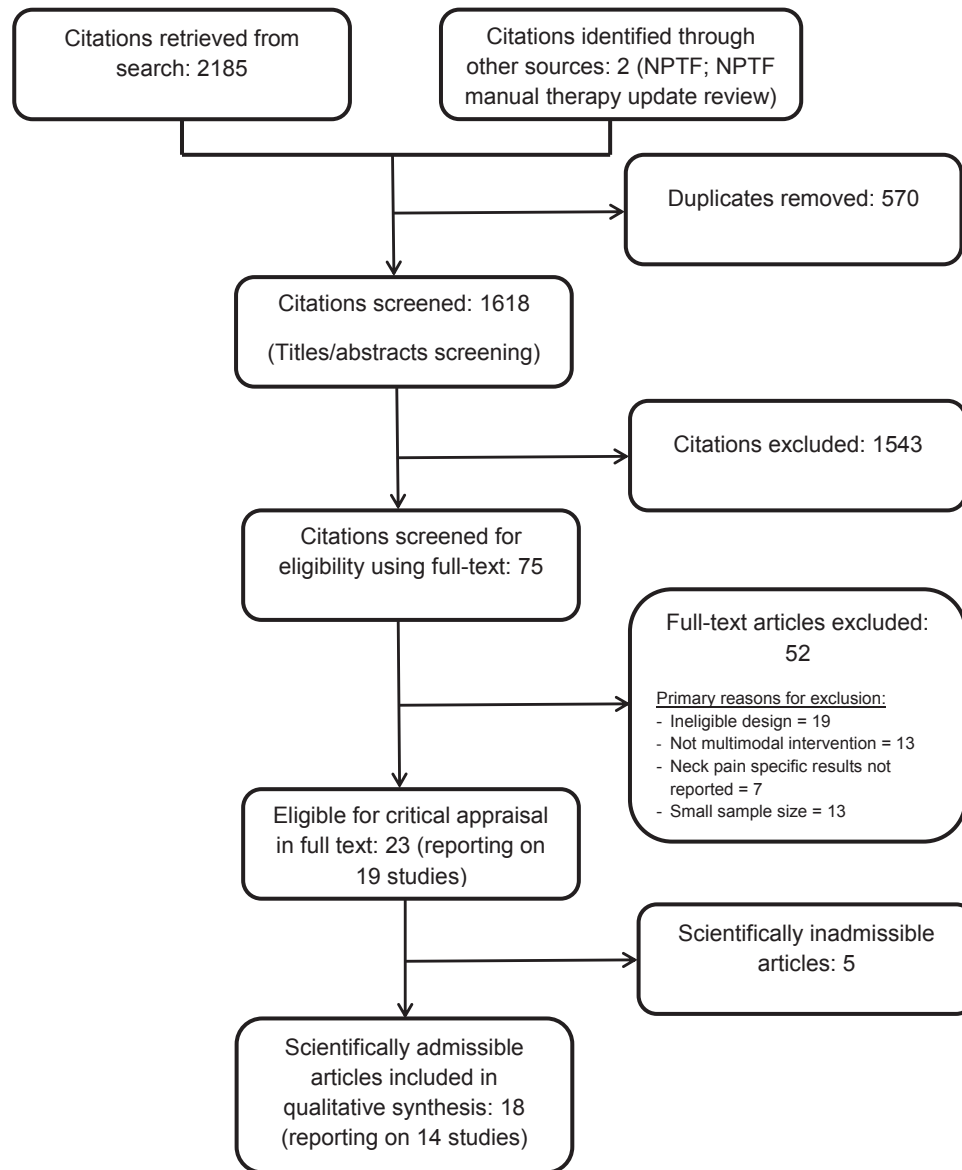 Citations retrieved from
search: 2185
Citations identified through
other sources: 2 (NPTF; NPTF
manual therapy update review)
Duplicates removed: 570
Citations screened: 1618
(Titles/abstracts screening)
Citations excluded: 1543
Citations screened for
eligibility using full-text: 75
Full-text articles excluded:
52
Primary reasons for exclusion:
- Ineligible design = 19
- Not multimodal intervention = 13
- Neck pain specific results not
reported = 7
- Small sample size = 13
Eligible for critical appraisal
in full text: 23 (reporting on
19 studies)
Scientifically inadmissible
articles: 5
Scientifically admissible
articles included in
qualitative synthesis: 18
(reporting on 14 studies)